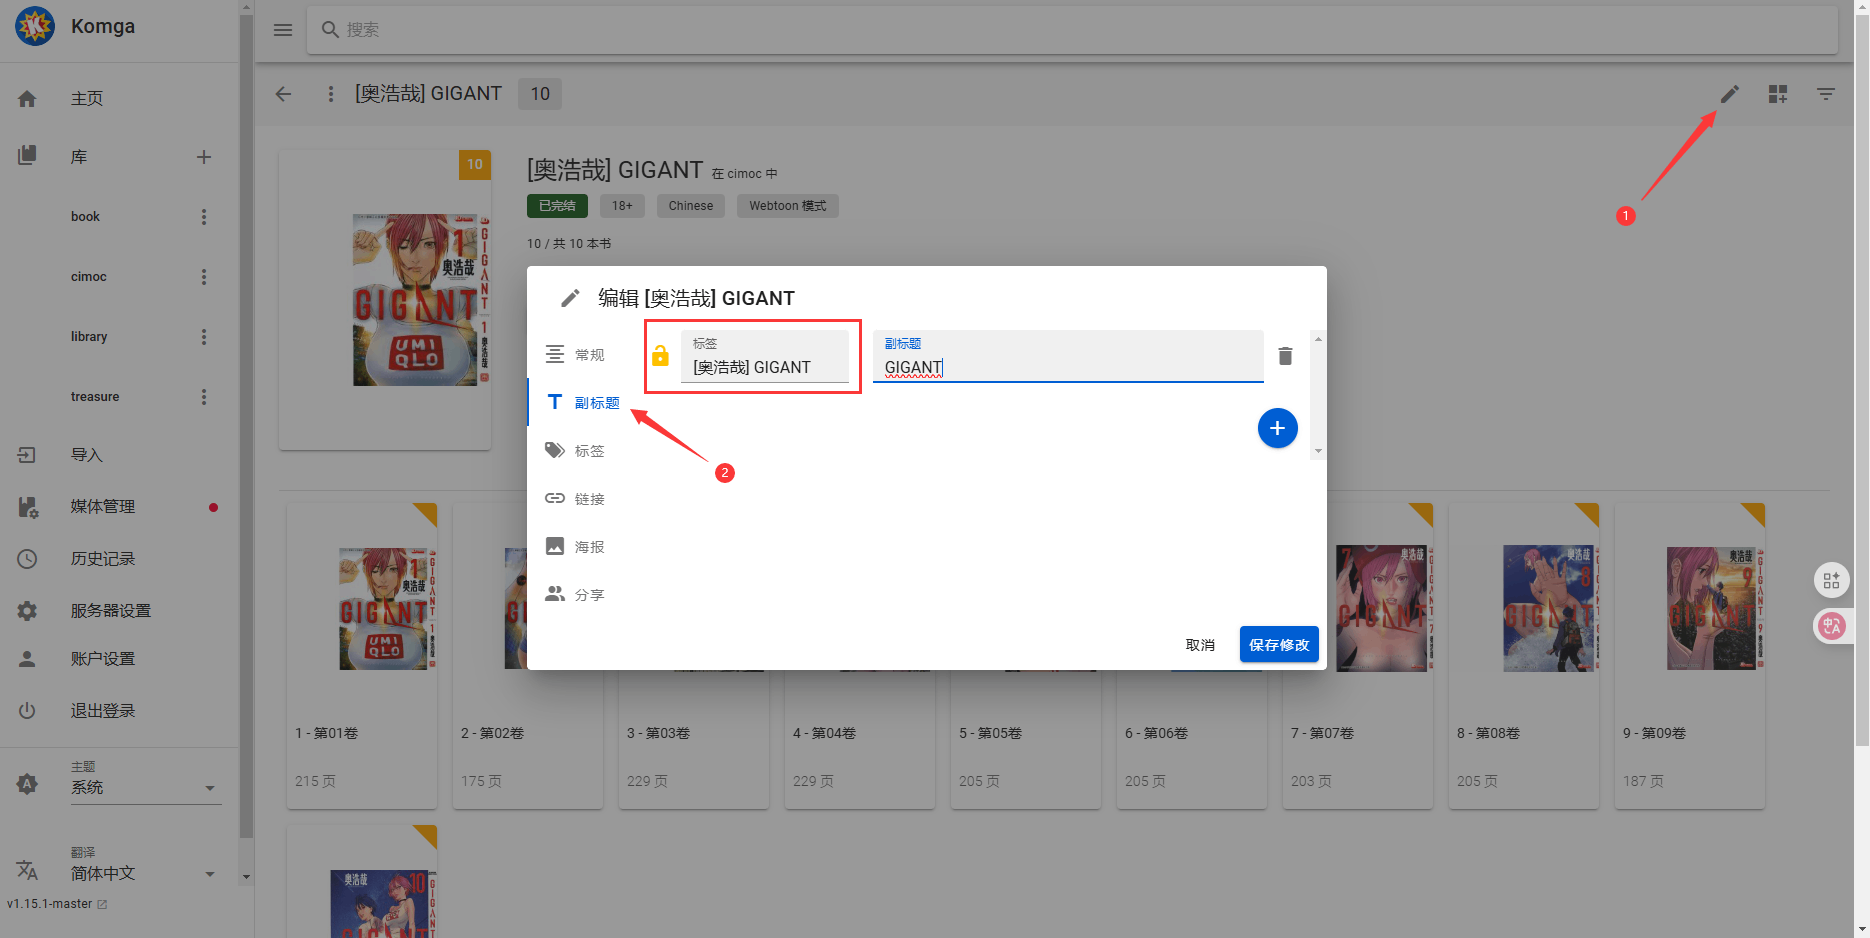 Komga
搜索
主页
[奥浩哉] GIGANT
10
库
10
[奥浩哉] GIGANT 在 cimoc 中
book
已完结
18+
Chinese
Webtoon 模式
1
10 / 共 10 本书
cimoc
奥浩哉
GIGANT
UMI
QLO
编辑 [奥浩哉] GIGANT
library
常规
标签
[奥浩哉] GIGANT
副标题
GIGANT
treasure
T 副标题
导入
标签
2
媒体管理
链接
历史记录
海报
服务器设置
分享
账户设置
取消
保存修改
退出登录
1 - 第01卷
2 - 第02卷
3 - 第03卷
4 - 第04卷
5 - 第05卷
6 - 第06卷
7 - 第07卷
8 - 第08卷
9 - 第09卷
215 页
175 页
229 页
229 页
205 页
205 页
203 页
205 页
187 页
主题
系统
翻译
简体中文
v1.15.1-master